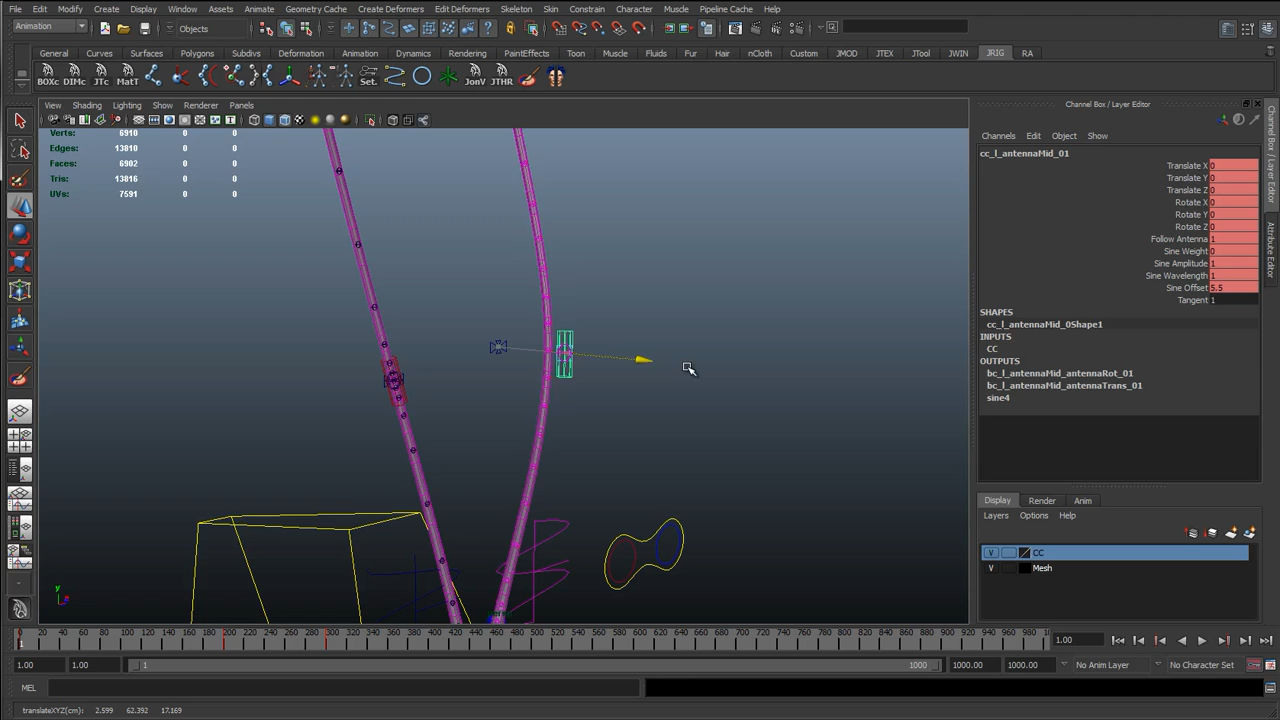 File Edit Modify Create Display Window Assets Animate Geometry Cache Create Deformers Edit Deformers Skeleton Skin Constrain Character Muscle Pipeline Cache Help
Animation Objects
General Curves Surfaces Polygons Subdivs Deformation Animation Dynamics Rendering PaintEffects Toon Muscle Fluids Fur Hair nCloth Custom JMOD JTEX JTool JWIN JRIG RA
BOXc DIMc JTc MatT Set. JonV JTHR
View Shading Lighting Show Renderer Panels
Channel Box / Layer Editor
Verts: 6910 0 0
Edges: 13810 0 0
Faces: 6902 0 0
Tris: 13816 0 0
UVs: 7591 0 0
Channels Edit Object Show
cc_l_antennaMid_01
Translate X 0
Translate Y 0
Translate Z 0
Rotate X 0
Rotate Y 0
Rotate Z 0
Follow Antenna 1
Sine Weight 0
Sine Amplitude 1
Sine Wavelength 1
Sine Offset 5.5
Tangent 1
SHAPES
cc_l_antennaMid_0Shape1
INPUTS
CC
OUTPUTS
bc_l_antennaMid_antennaRot_01
bc_l_antennaMid_antennaTrans_01
sine4
Channel Box / Layer Editor
Attribute Editor
Display Render Anim
Layers Options Help
V CC
V Mesh
y
0 20 40 60 80 100 120 140 160 180 200 220 240 260 280 300 320 340 360 380 400 420 440 460 480 500 520 540 560 580 600 620 640 660 680 700 720 740 760 780 800 820 840 860 880 900 920 940 960 980
1 1.00
1.00 1.00 1 1000 1000.00 1000.00 No Anim Layer No Character Set
MEL
translateXYZ(cm): 2.599 62.392 17.169